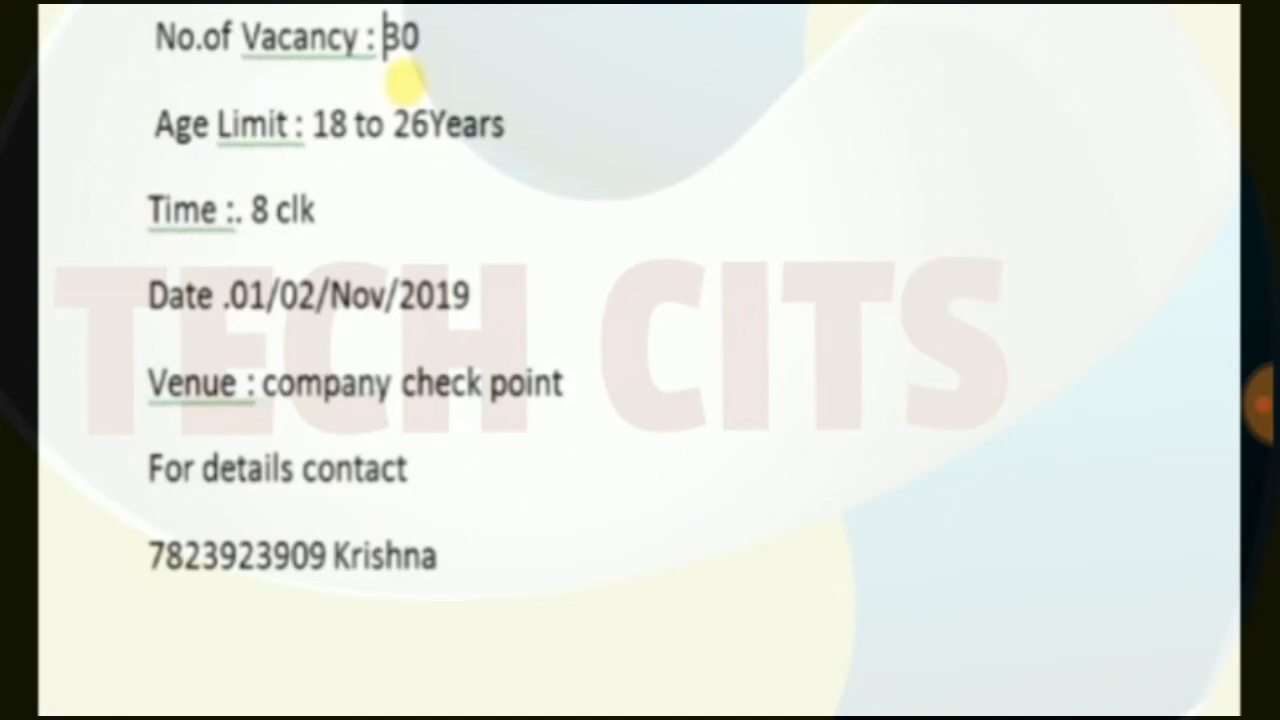 No.of Vacancy : 30
Age Limit : 18 to 26Years
Time :. 8 clk
Date .01/02/Nov/2019
TECH CITS
Venue : company check point
For details contact
7823923909 Krishna